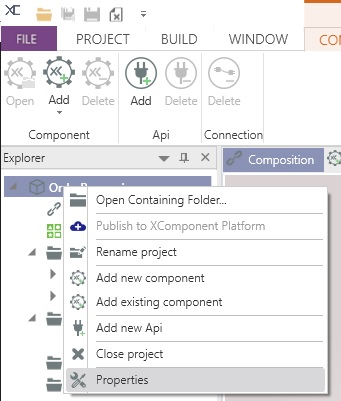 XC
FILE PROJECT BUILD WINDOW
Open Add Delete Add Delete Delete
Component Api Connection
Explorer Composition
Open Containing Folder...
Publish to XComponent Platform
Rename project
Add new component
Add existing component
Add new Api
Close project
Properties